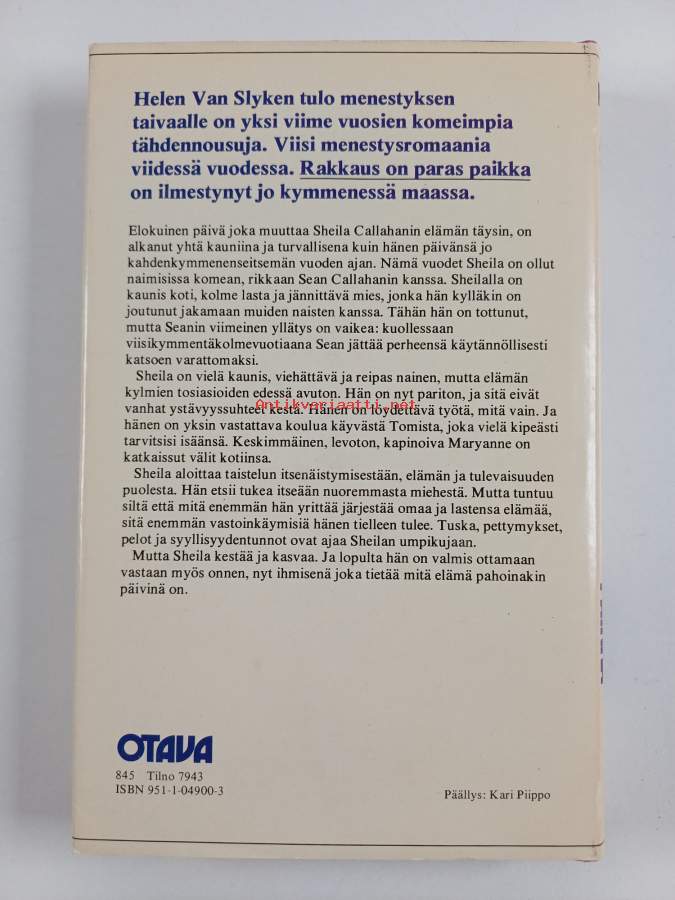 Helen Van Slyken tulo menestyksen
taivaalle on yksi viime vuosien komeimpia
tähdennousuja. Viisi menestysromaania
viidessä vuodessa. Rakkaus on paras paikka
on ilmestynyt jo kymmenessä maassa.
Elokuinen päivä joka muuttaa Sheila Callahanin elämän täysin, on
alkanut yhtä kauniina ja turvallisena kuin hänen päivänsä jo
kahdenkymmenenseitsemän vuoden ajan. Nämä vuodet Sheila on ollut
naimisissa komean, rikkaan Sean Callahanin kanssa. Sheilalla on
kaunis koti, kolme lasta ja jännittävä mies, jonka hän kylläkin on
joutunut jakamaan muiden naisten kanssa. Tähän hän on tottunut,
mutta Seanin viimeinen yllätys on vaikea: kuollessaan
viisikymmentäkolmevuotiaana Sean jättää perheensä käytännöllisesti
katsoen varattomaksi.
Sheila on vielä kaunis, viehättävä ja reipas nainen, mutta elämän
kylmien tosiasioiden edessä avuton. Hän on nyt pariton, ja sitä eivät
vanhat ystävyyssuhteet kestä. Hänen on löydettävä työtä, mitä vain. Ja
Antikvariaatti.net
hänen on yksin vastattava koulua käyvästä Tomista, joka vielä kipeästi
tarvitsisi isäänsä. Keskimmäinen, levoton, kapinoiva Maryanne on
katkaissut välit kotiinsa.
Sheila aloittaa taistelun itsenäistymisestään, elämän ja tulevaisuuden
puolesta. Hän etsii tukea itseään nuoremmasta miehestä. Mutta tuntuu
siltä että mitä enemmän hän yrittää järjestää omaa ja lastensa elämää,
sitä enemmän vastoinkäymisiä hänen tielleen tulee. Tuska, pettymykset,
pelot ja syyllisyydentunnot ovat ajaa Sheilan umpikujaan.
Mutta Sheila kestää ja kasvaa. Ja lopulta hän on valmis ottamaan
vastaan myös onnen, nyt ihmisenä joka tietää mitä elämä pahoinakin
päivinä on.
OTAVA
845 Tilno 7943
ISBN 951-1-04900-3
Päällys: Kari Piippo